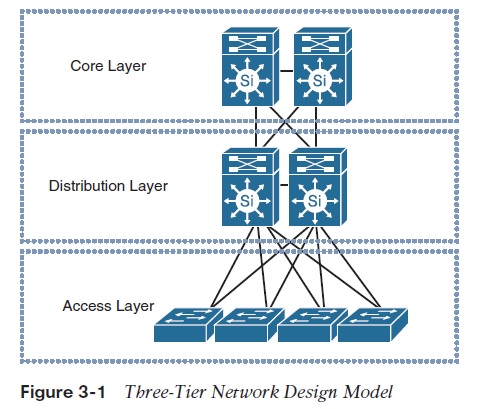 Core Layer
Si Si
Distribution Layer
Si Si
Access Layer
Figure 3-1 Three-Tier Network Design Model